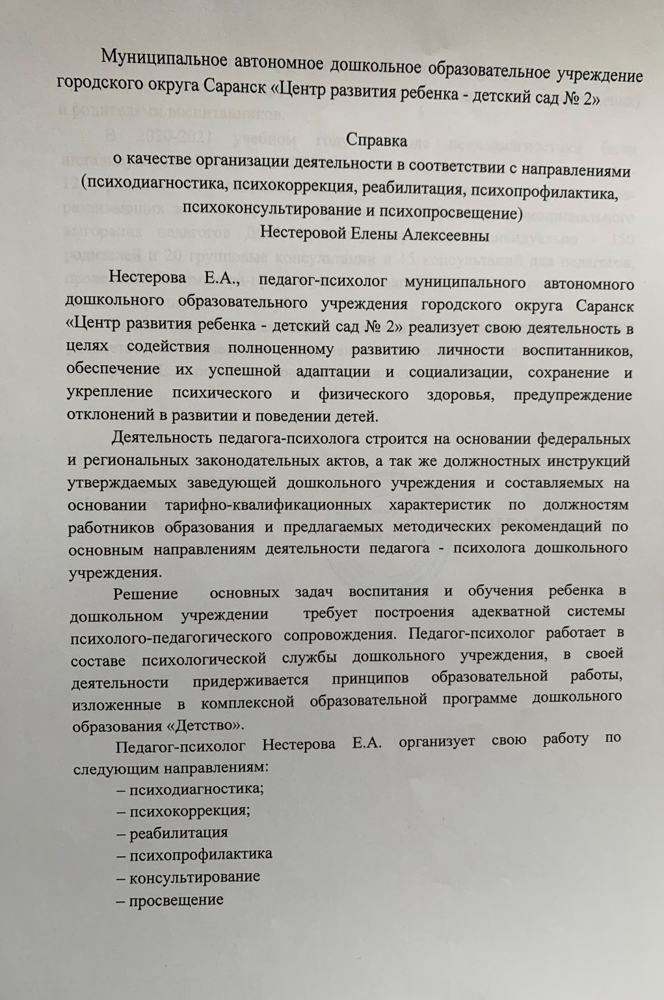 Муниципальное автономное дошкольное образовательное учреждение
городского округа Саранск «Центр развития ребенка - детский сад № 2»
Справка
о качестве организации деятельности в соответствии с направлениями
(психодиагностика, психокоррекция, реабилитация, психопрофилактика,
психоконсультирование и психопросвещение)
Нестеровой Елены Алексеевны
Нестерова Е.А., педагог-психолог муниципального автономного
дошкольного образовательного учреждения городского округа Саранск
«Центр развития ребенка - детский сад № 2» реализует свою деятельность в
целях содействия полноценному развитию личности воспитанников,
обеспечение их успешной адаптации и социализации, сохранение и
укрепление психического и физического здоровья, предупреждение
отклонений в развитии и поведении детей.
Деятельность педагога-психолога строится на основании федеральных
и региональных законодательных актов, а так же должностных инструкций
утверждаемых заведующей дошкольного учреждения и составляемых на
основании тарифно-квалификационных характеристик по должностям
работников образования и предлагаемых методических рекомендаций по
основным направлениям деятельности педагога - психолога дошкольного
учреждения.
Решение основных задач воспитания и обучения ребенка в
дошкольном учреждении требует построения адекватной системы
психолого-педагогического сопровождения. Педагог-психолог работает в
составе психологической службы дошкольного учреждения, в своей
деятельности придерживается принципов образовательной работы,
изложенные в комплексной образовательной программе дошкольного
образования «Детство».
Педагог-психолог Нестерова Е.А. организует свою работу по
следующим направлениям:
– психодиагностика;
– психокоррекция;
– реабилитация
– психопрофилактика
– консультирование
– просвещение